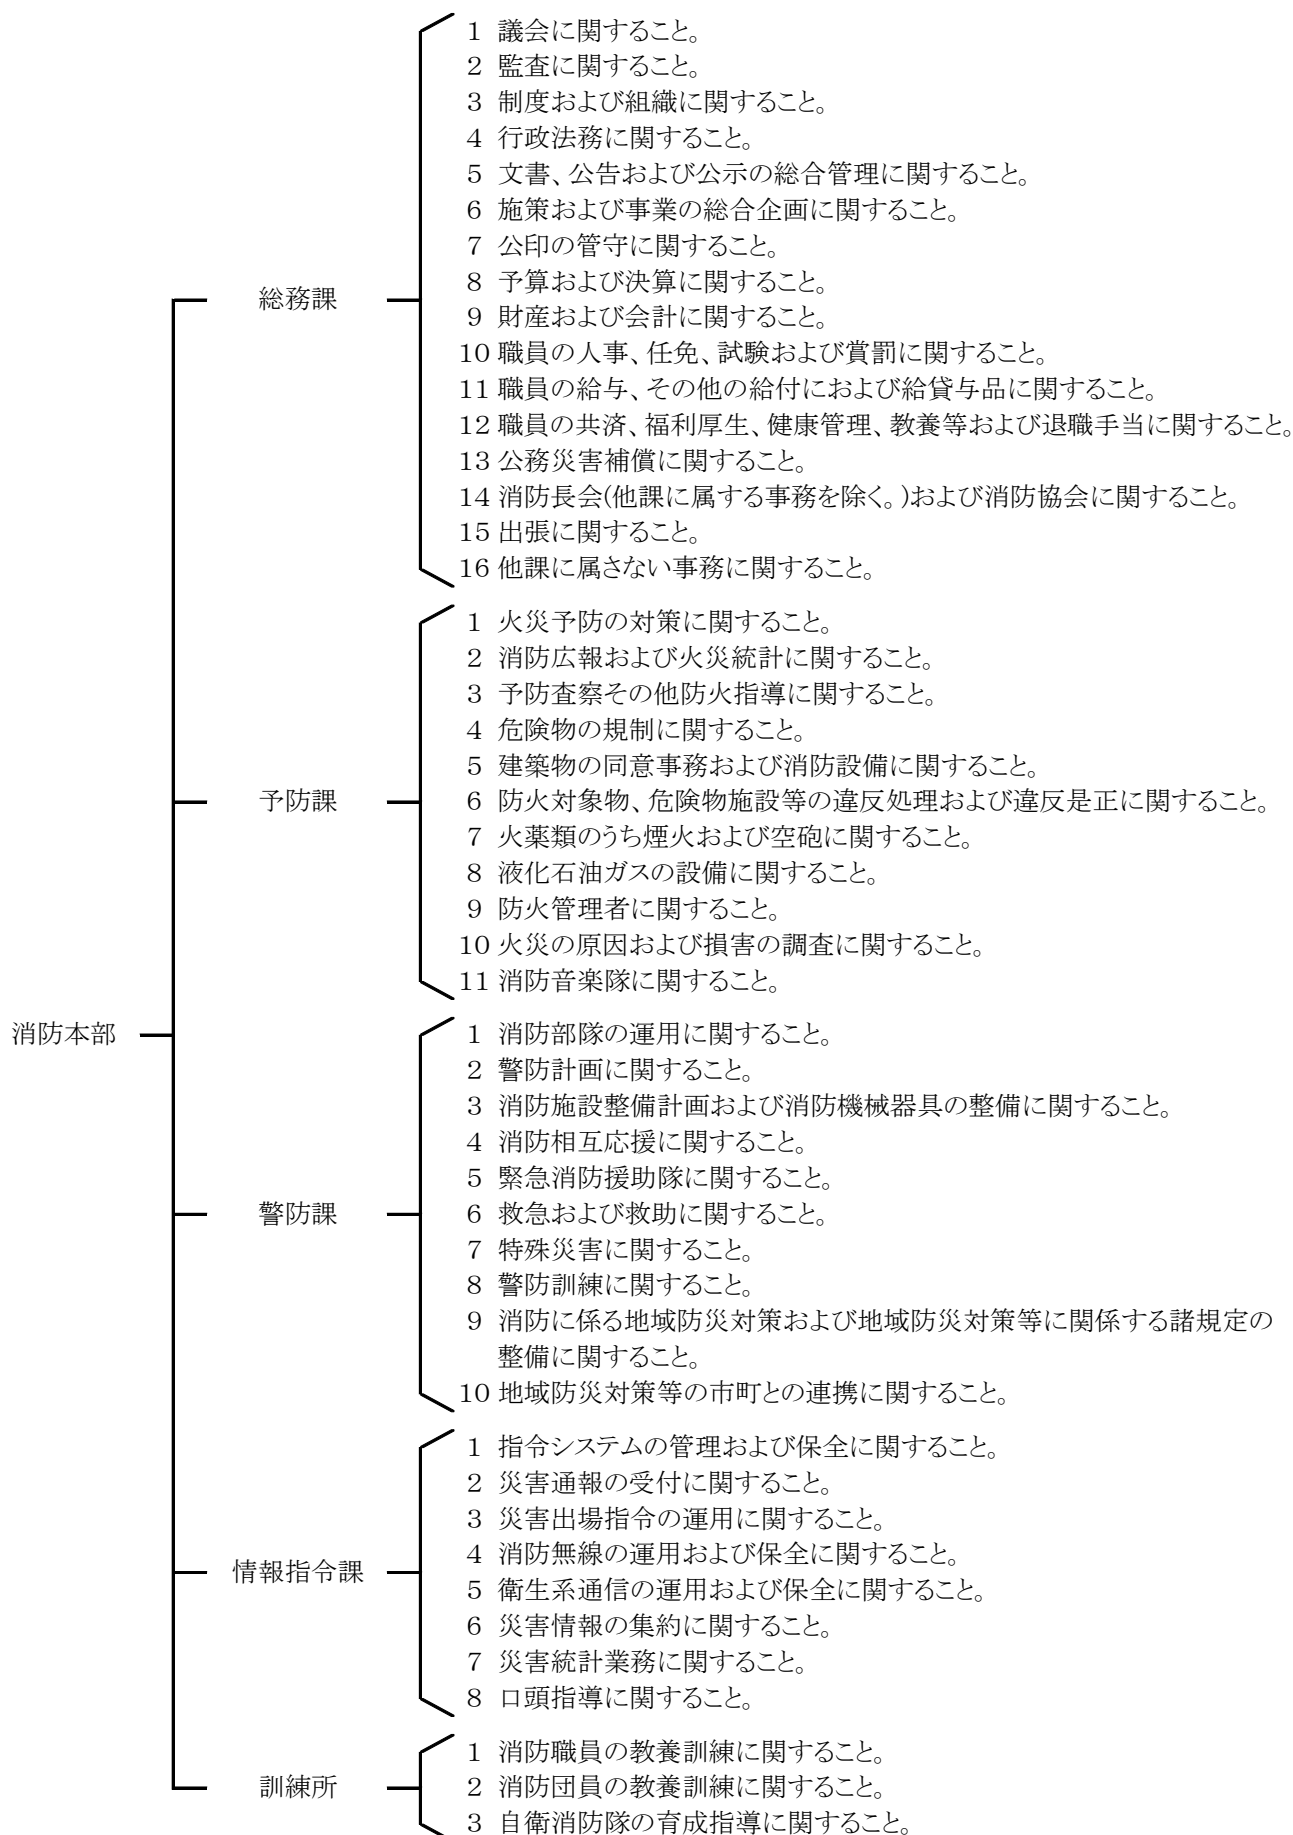 消防本部
総務課
1 議会に関すること。
2 監査に関すること。
3 制度および組織に関すること。
4 行政法務に関すること。
5 文書、公告および公示の総合管理に関すること。
6 施策および事業の総合企画に関すること。
7 公印の管守に関すること。
8 予算および決算に関すること。
9 財産および会計に関すること。
10 職員の人事、任免、試験および賞罰に関すること。
11 職員の給与、その他の給付におよび給貸与品に関すること。
12 職員の共済、福利厚生、健康管理、教養等および退職手当に関すること。
13 公務災害補償に関すること。
14 消防長会(他課に属する事務を除く。)および消防協会に関すること。
15 出張に関すること。
16 他課に属さない事務に関すること。
予防課
1 火災予防の対策に関すること。
2 消防広報および火災統計に関すること。
3 予防査察その他防火指導に関すること。
4 危険物の規制に関すること。
5 建築物の同意事務および消防設備に関すること。
6 防火対象物、危険物施設等の違反処理および違反是正に関すること。
7 火薬類のうち煙火および空砲に関すること。
8 液化石油ガスの設備に関すること。
9 防火管理者に関すること。
10 火災の原因および損害の調査に関すること。
11 消防音楽隊に関すること。
警防課
1 消防部隊の運用に関すること。
2 警防計画に関すること。
3 消防施設整備計画および消防機械器具の整備に関すること。
4 消防相互応援に関すること。
5 緊急消防援助隊に関すること。
6 救急および救助に関すること。
7 特殊災害に関すること。
8 警防訓練に関すること。
9 消防に係る地域防災対策および地域防災対策等に関係する諸規定の
整備に関すること。
10 地域防災対策等の市町との連携に関すること。
情報指令課
1 指令システムの管理および保全に関すること。
2 災害通報の受付に関すること。
3 災害出場指令の運用に関すること。
4 消防無線の運用および保全に関すること。
5 衛生系通信の運用および保全に関すること。
6 災害情報の集約に関すること。
7 災害統計業務に関すること。
8 口頭指導に関すること。
訓練所
1 消防職員の教養訓練に関すること。
2 消防団員の教養訓練に関すること。
3 自衛消防隊の育成指導に関すること。